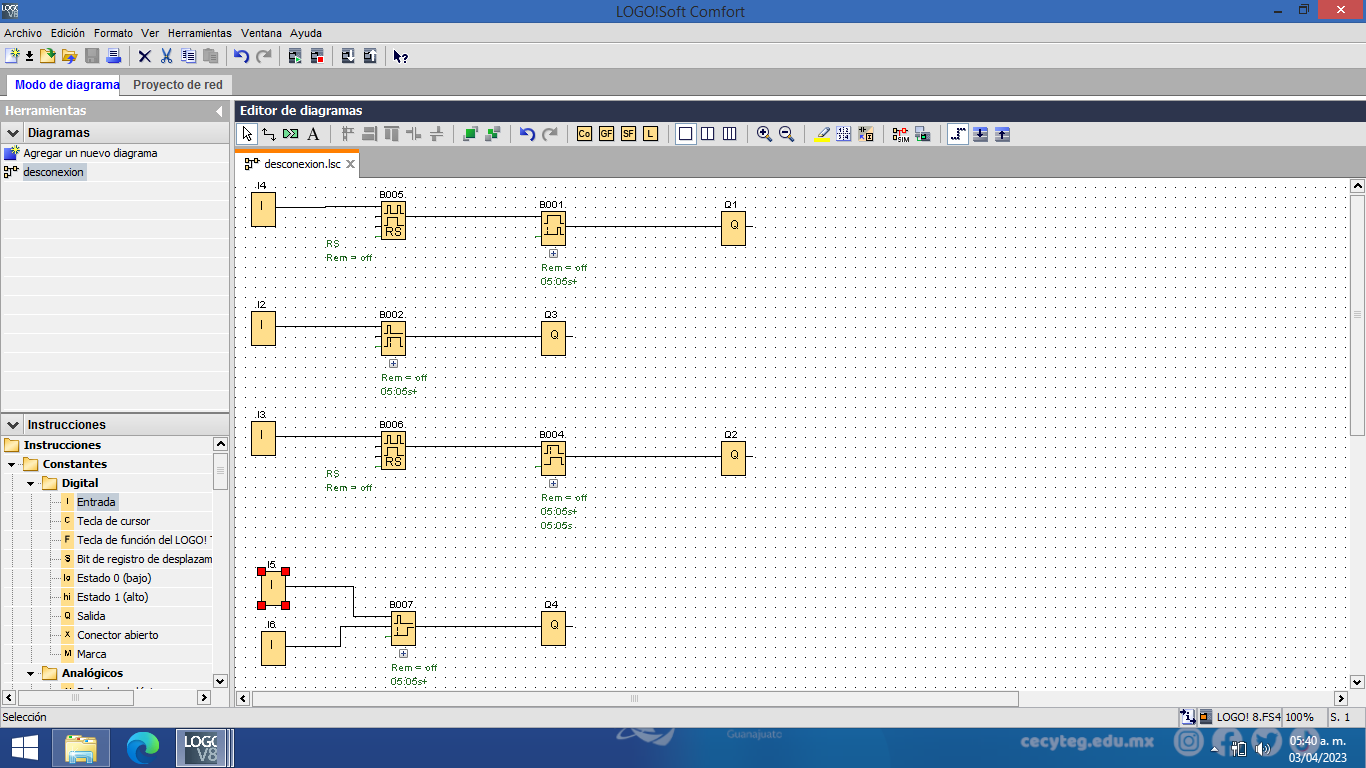 LOGO!Soft Comfort
Archivo Edición Formato Ver Herramientas Ventana Ayuda
Modo de diagrama Proyecto de red
Herramientas
Diagramas
Agregar un nuevo diagrama
desconexion
Editor de diagramas
A Co GF SF L SIM
desconexion.lsc
I4 B005 B001 Q1
I RS Q
RS
Rem = off
Rem = off
05:05s+
I2 B002 Q3
I Q
Rem = off
05:05s+
I3 B006 B004 Q2
I RS Q
RS
Rem = off
Rem = off
05:05s+
05:05s
I5
I
B007 Q4
Q
I6
I
Rem = off
05:05s+
Instrucciones
Instrucciones
Constantes
Digital
I Entrada
C Tecla de cursor
F Tecla de función del LOGO!
S Bit de registro de desplazam
lo Estado 0 (bajo)
hi Estado 1 (alto)
Q Salida
X Conector abierto
M Marca
Analógicos
Selección
LOGO! 8.FS4 100% S. 1
LOGO V8
Guanajuato
cecyteg.edu.mx
05:40 a. m.
03/04/2023